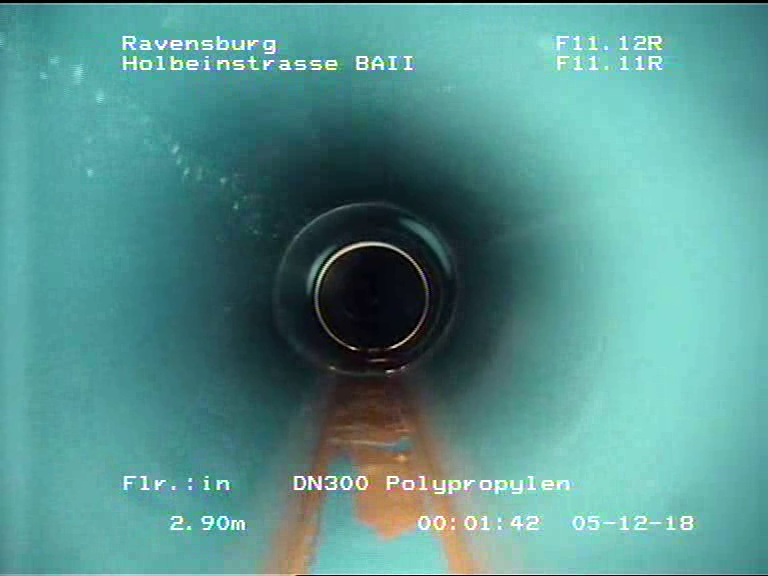 Ravensburg F11.12R
Holbeinstrasse BAII F11.11R
Flr.:in DN300 Polypropylen
2.90m 00:01:42 05-12-18